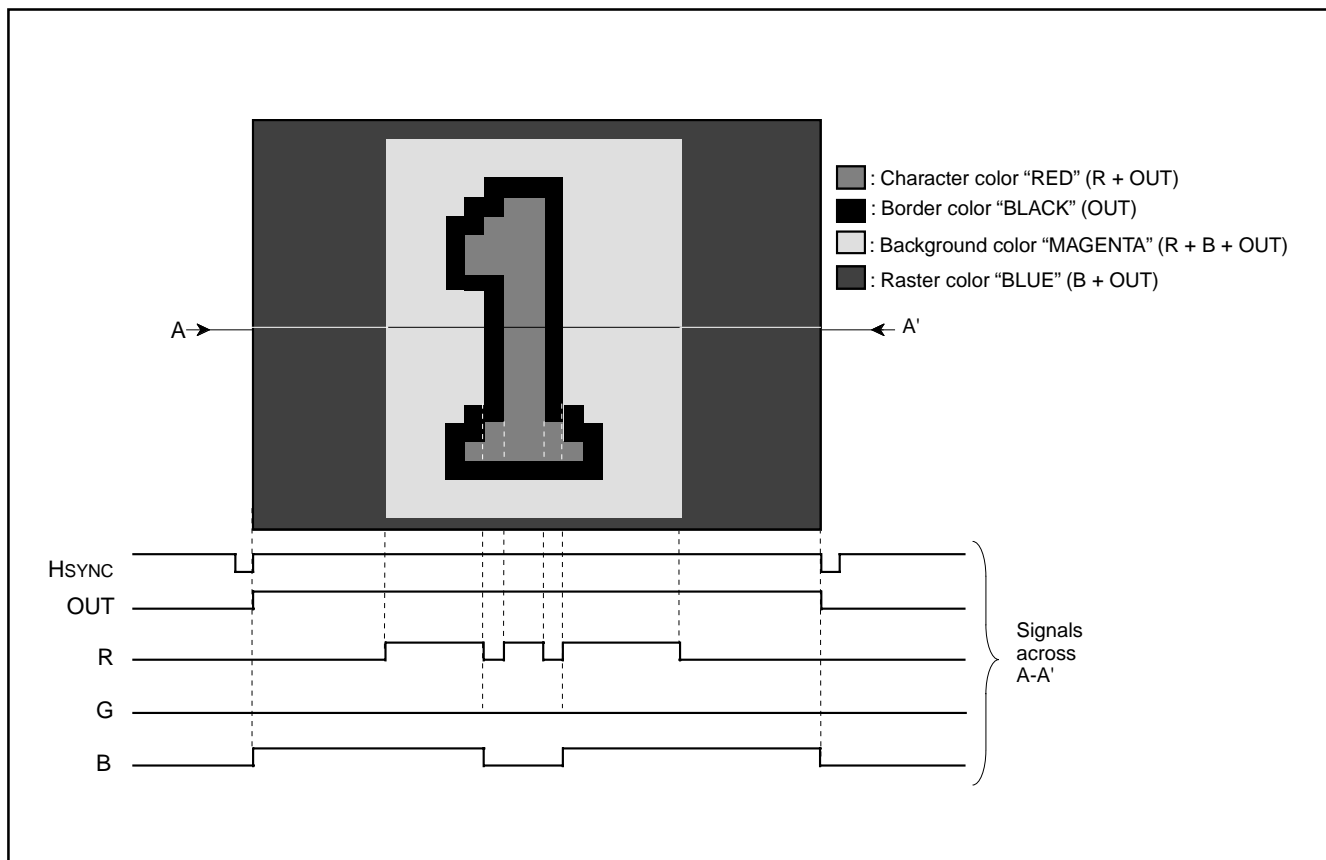 : Character color “RED” (R + OUT)
: Border color “BLACK” (OUT)
: Background color “MAGENTA” (R + B + OUT)
: Raster color “BLUE” (B + OUT)
A
A'
HSYNC
OUT
R
G
B
Signals
across
A-A'